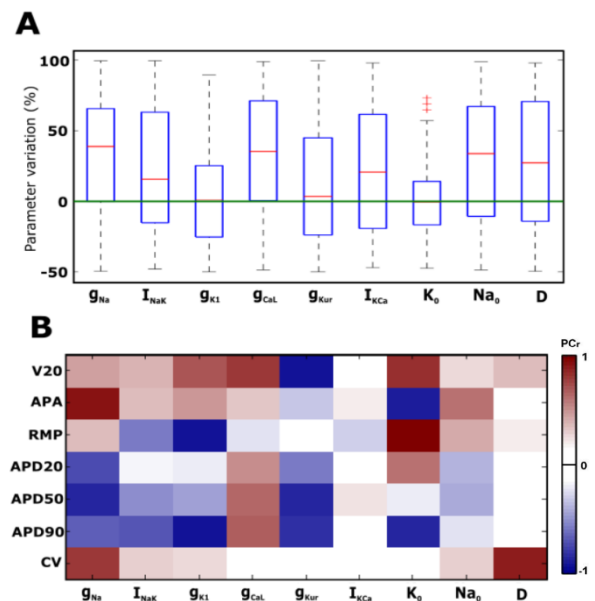 A
Parameter variation (%)
100
50
0
-50
gNa INaK gK1 gCaL gKur IKCa K0 Na0 D
B
PCr
V20
APA
RMP
APD20
APD50
APD90
CV
1
0
-1
gNa INaK gK1 gCaL gKur IKCa K0 Na0 D